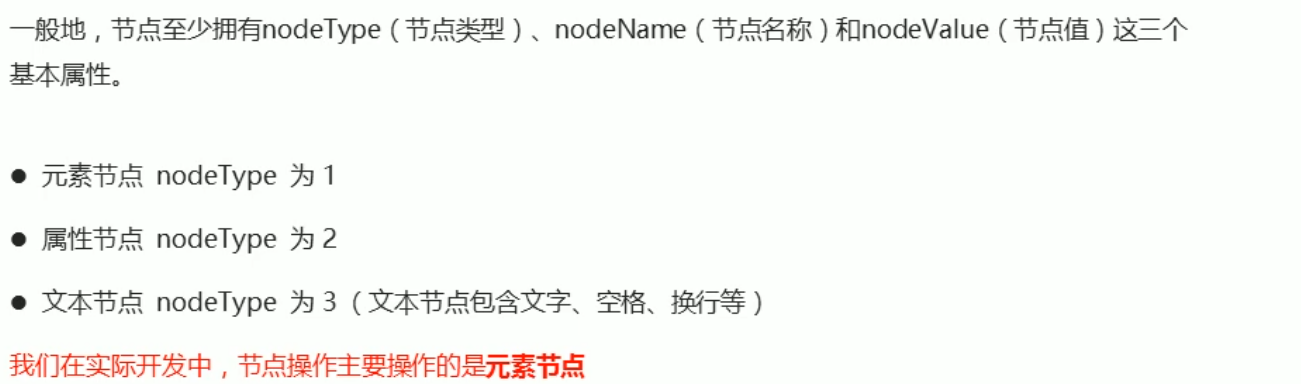 一般地，节点至少拥有nodeType（节点类型）、nodeName（节点名称）和nodeValue（节点值）这三个
基本属性。
● 元素节点 nodeType 为 1
● 属性节点 nodeType 为 2
● 文本节点 nodeType 为 3（文本节点包含文字、空格、换行等）
我们在实际开发中，节点操作主要操作的是元素节点